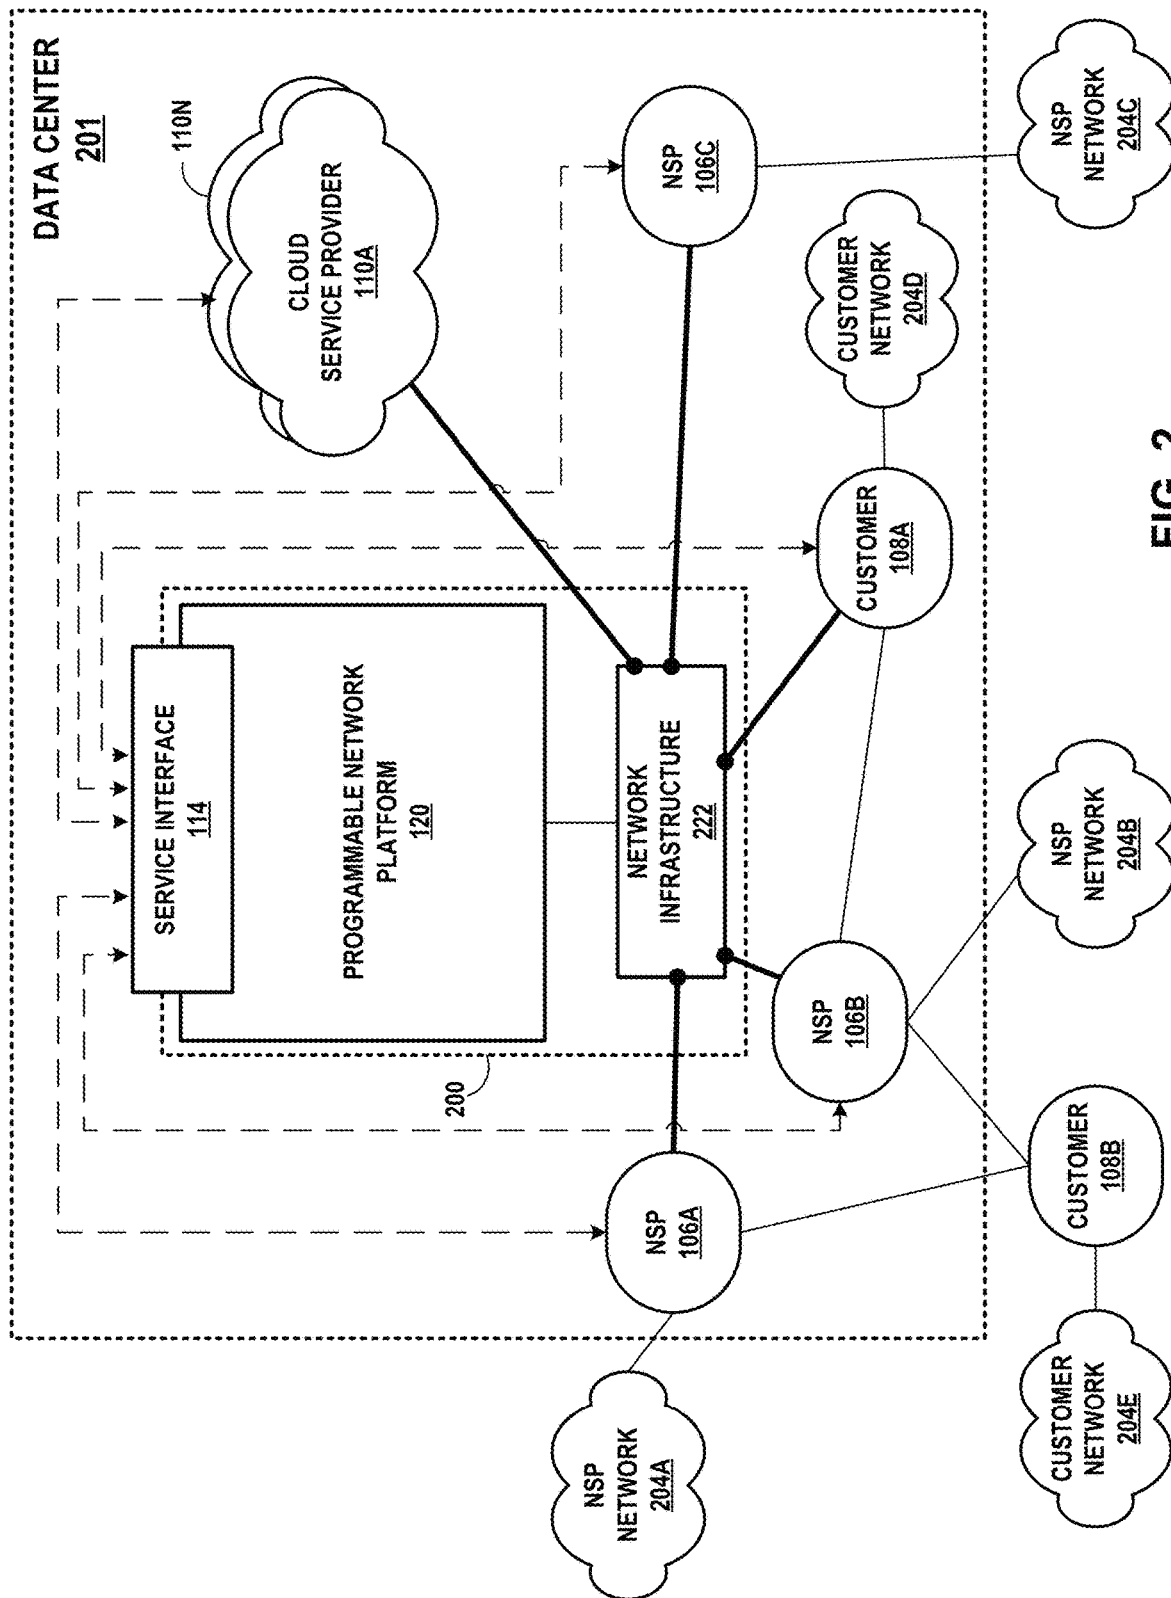 DATA CENTER
201
110N
CLOUD
SERVICE PROVIDER
110A
SERVICE INTERFACE
114
PROGRAMMABLE NETWORK
PLATFORM
120
200
NETWORK
INFRASTRUCTURE
222
NSP
106C
NSP
106A
NSP
106B
CUSTOMER
108A
CUSTOMER
NETWORK
204D
NSP
NETWORK
204A
CUSTOMER
NETWORK
204E
CUSTOMER
108B
NSP
NETWORK
204B
NSP
NETWORK
204C
FIG. 2